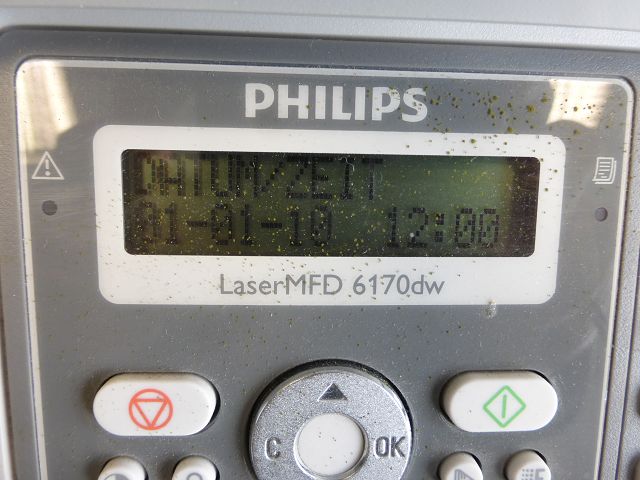 PHILIPS
DATUM/ZEIT
01-01-10 12:00
LaserMFD 6170dw
C OK